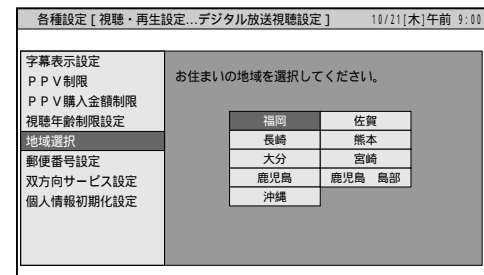 各種設定 [ 視聴・再生設定...デジタル放送視聴設定 ] 10/21[木]午前 9:00
字幕表示設定
ＰＰＶ制限
ＰＰＶ購入金額制限
視聴年齢制限設定
地域選択
郵便番号設定
双方向サービス設定
個人情報初期化設定
お住まいの地域を選択してください。
福岡 佐賀
長崎 熊本
大分 宮崎
鹿児島 鹿児島 島部
沖縄